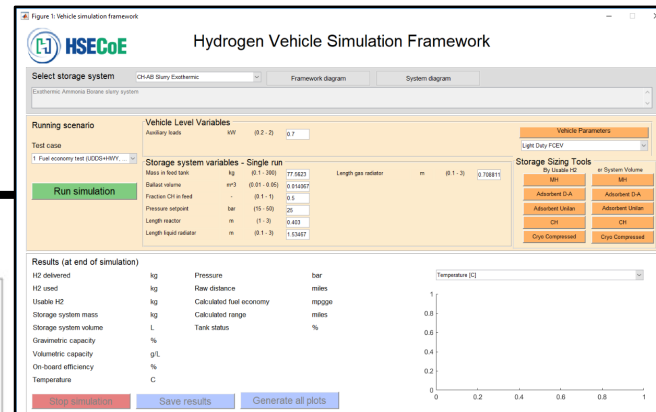 Figure 1: Vehicle simulation framework
HSECoE
Hydrogen Vehicle Simulation Framework
Select storage system
CH-AB Slurry Exothermic
Framework diagram
System diagram
Exothermic Ammonia Borane slurry system
Running scenario
Test case
1. Fuel economy test (UDDS+HWY, ...
Run simulation
Vehicle Level Variables
Auxiliary loads kW (0.2 - 2) 0.7
Storage system variables - Single run
Mass in feed tank kg (0.1 - 300) 77.5623
Ballast volume m^3 (0.01 - 0.05) 0.014067
Fraction CH in feed - (0.1 - 1) 0.5
Pressure setpoint bar (15 - 50) 25
Length reactor m (1 - 3) 0.403
Length liquid radiator m (0.1 - 3) 1.53467
Length gas radiator m (0.1 - 3) 0.708811
Vehicle Parameters
Light Duty FCEV
Storage Sizing Tools
By Usable H2 or System Volume
MH MH
Adsorbent D-A Adsorbent D-A
Adsorbent Unilan Adsorbent Unilan
CH CH
Cryo Compressed Cryo Compressed
Results (at end of simulation)
H2 delivered kg
H2 used kg
Usable H2 kg
Storage system mass kg
Storage system volume L
Gravimetric capacity %
Volumetric capacity g/L
On-board efficiency %
Temperature C
Pressure bar
Raw distance miles
Calculated fuel economy mpgge
Calculated range miles
Tank status %
Temperature [C]
1
0.8
0.6
0.4
0.2
0
0 0.2 0.4 0.6 0.8 1
Stop simulation
Save results
Generate all plots